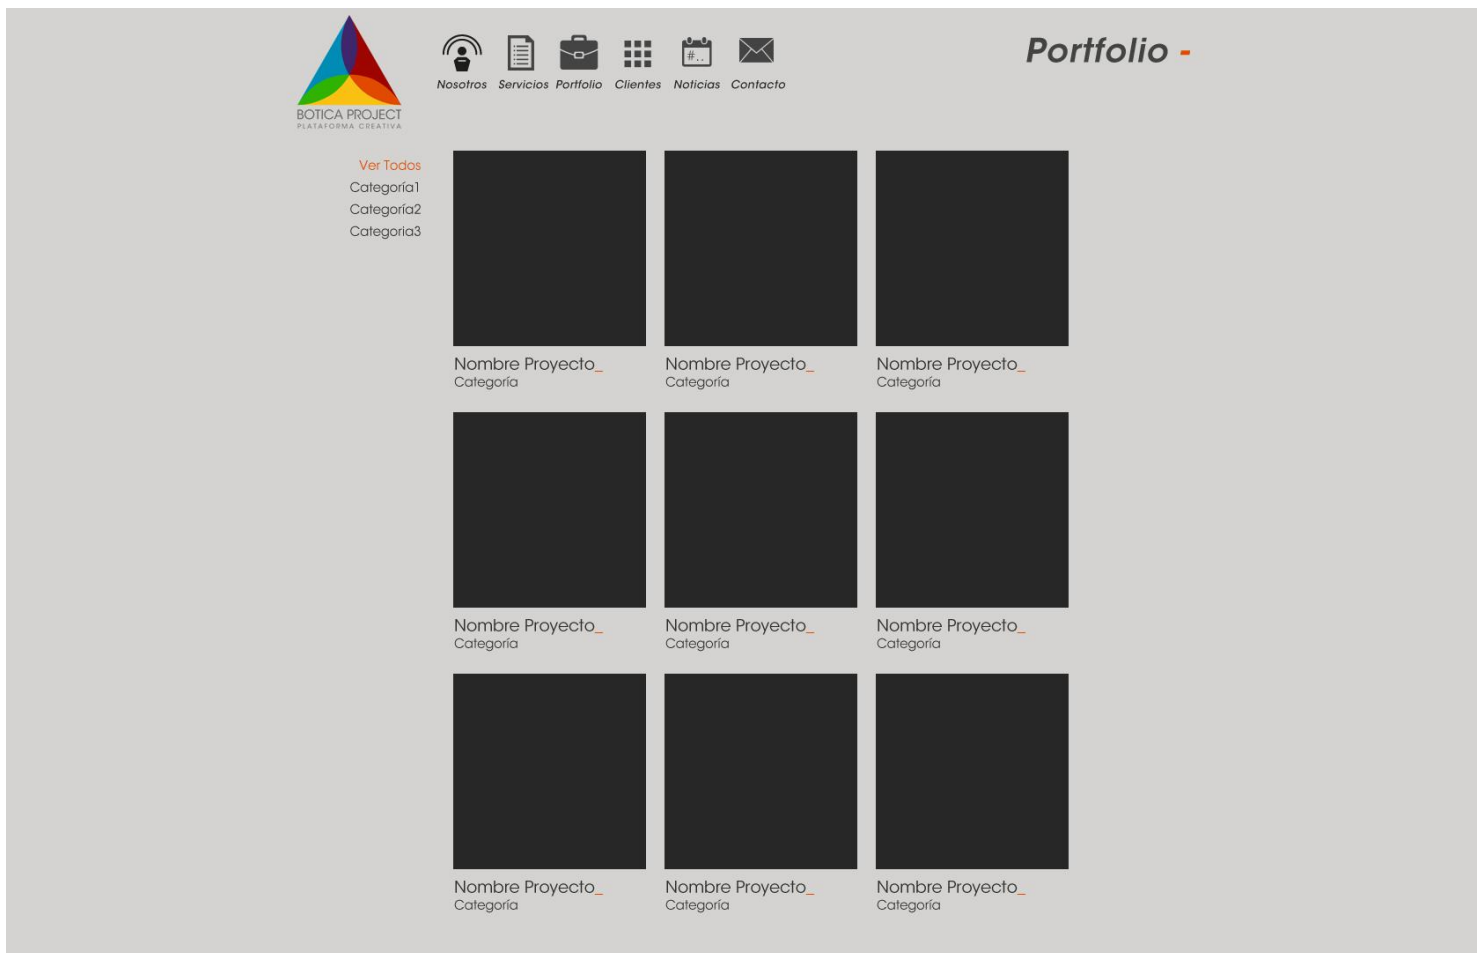 BOTICA PROJECT
PLATAFORMA CREATIVA
Nosotros Servicios Portfolio Clientes Noticias Contacto
#..
Portfolio -
Ver Todos
Categoría1
Categoría2
Categoria3
Nombre Proyecto_ Nombre Proyecto_ Nombre Proyecto_
Categoría Categoría Categoría
Nombre Proyecto_ Nombre Proyecto_ Nombre Proyecto_
Categoría Categoría Categoría
Nombre Proyecto_ Nombre Proyecto_ Nombre Proyecto_
Categoría Categoría Categoría